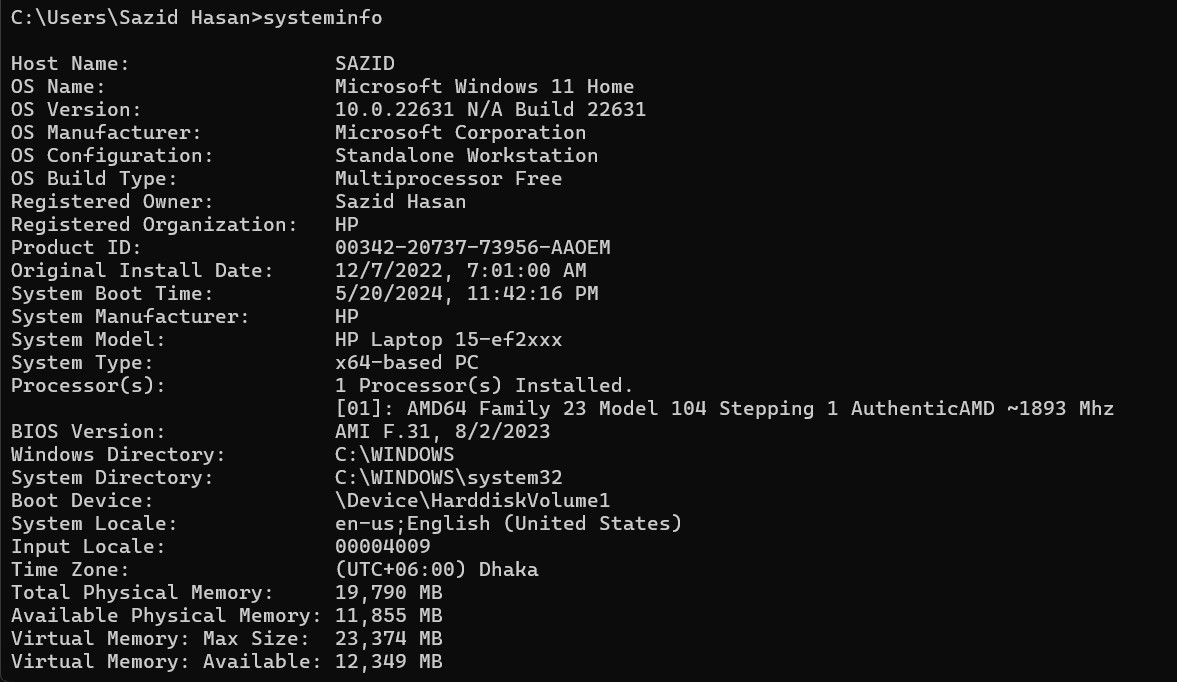 C:\Users\Sazid Hasan>systeminfo
Host Name: SAZID
OS Name: Microsoft Windows 11 Home
OS Version: 10.0.22631 N/A Build 22631
OS Manufacturer: Microsoft Corporation
OS Configuration: Standalone Workstation
OS Build Type: Multiprocessor Free
Registered Owner: Sazid Hasan
Registered Organization: HP
Product ID: 00342-20737-73956-AAOEM
Original Install Date: 12/7/2022, 7:01:00 AM
System Boot Time: 5/20/2024, 11:42:16 PM
System Manufacturer: HP
System Model: HP Laptop 15-ef2xxx
System Type: x64-based PC
Processor(s): 1 Processor(s) Installed.
[01]: AMD64 Family 23 Model 104 Stepping 1 AuthenticAMD ~1893 Mhz
BIOS Version: AMI F.31, 8/2/2023
Windows Directory: C:\WINDOWS
System Directory: C:\WINDOWS\system32
Boot Device: \Device\HarddiskVolume1
System Locale: en-us;English (United States)
Input Locale: 00004009
Time Zone: (UTC+06:00) Dhaka
Total Physical Memory: 19,790 MB
Available Physical Memory: 11,855 MB
Virtual Memory: Max Size: 23,374 MB
Virtual Memory: Available: 12,349 MB